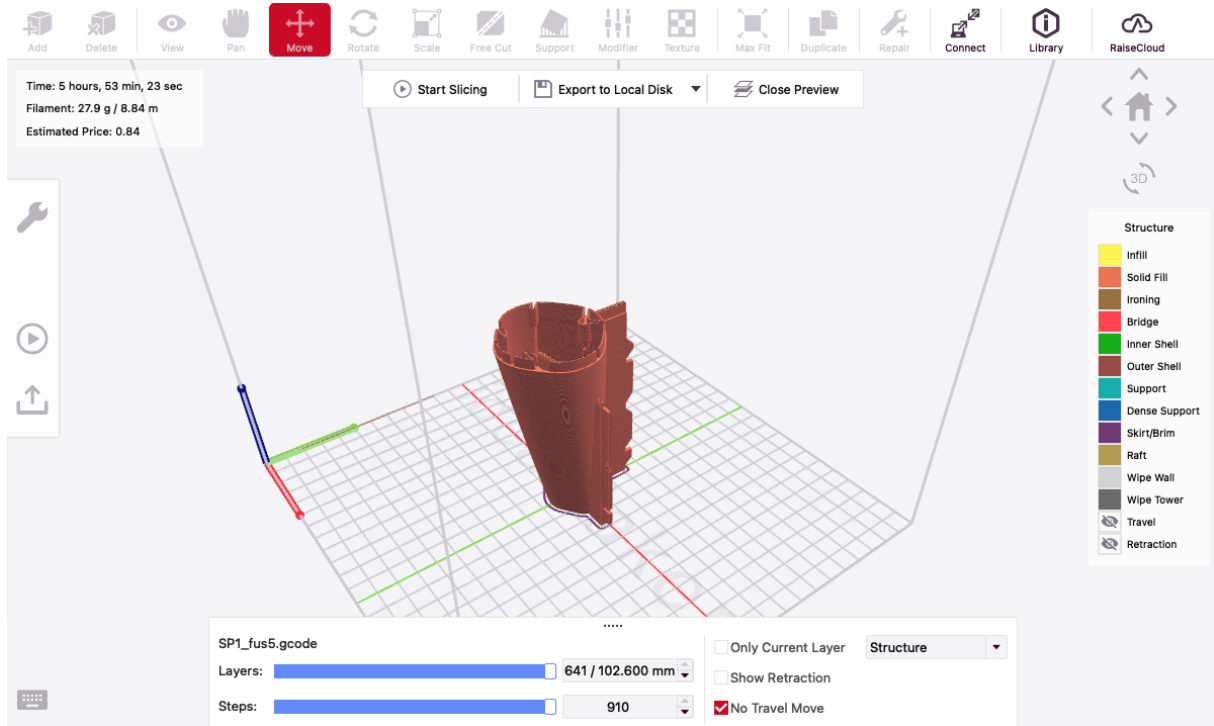 Add
Delete
View
Pan
Move
Rotate
Scale
Free Cut
Support
Modifier
Texture
Max Fit
Duplicate
Repair
Connect
Library
RaiseCloud
Time: 5 hours, 53 min, 23 sec
Filament: 27.9 g / 8.84 m
Estimated Price: 0.84
Start Slicing
Export to Local Disk
Close Preview
3D
Structure
Infill
Solid Fill
Ironing
Bridge
Inner Shell
Outer Shell
Support
Dense Support
Skirt/Brim
Raft
Wipe Wall
Wipe Tower
Travel
Retraction
SP1_fus5.gcode
Layers: 641 / 102.600 mm
Steps: 910
Only Current Layer
Structure
Show Retraction
No Travel Move